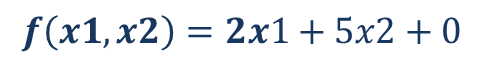 f(x1, x2) = 2x1 + 5x2 + 0